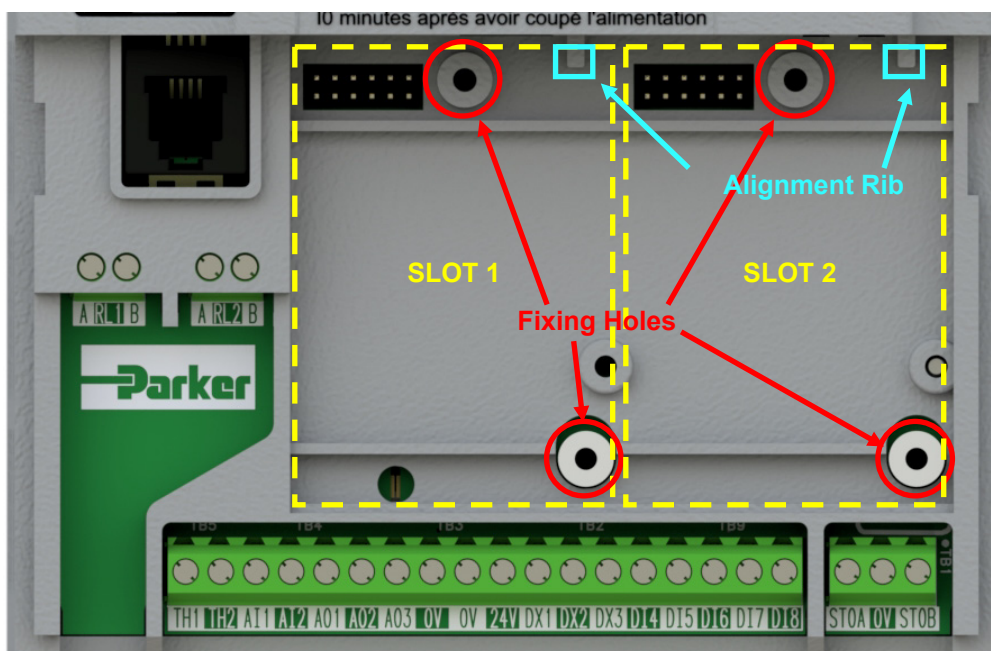 10 minutes après avoir coupé l'alimentation
Alignment Rib
SLOT 1
SLOT 2
Fixing Holes
A RL1 B
A RL2 B
Parker
TB5
TB4
TB3
TB2
TB9
TB1
TH1 TH2 AI1 AI2 AO1 AO2 AO3 0V 0V 24V DX1 DX2 DX3 DI4 DI5 DI6 DI7 DI8
STOA 0V STOB